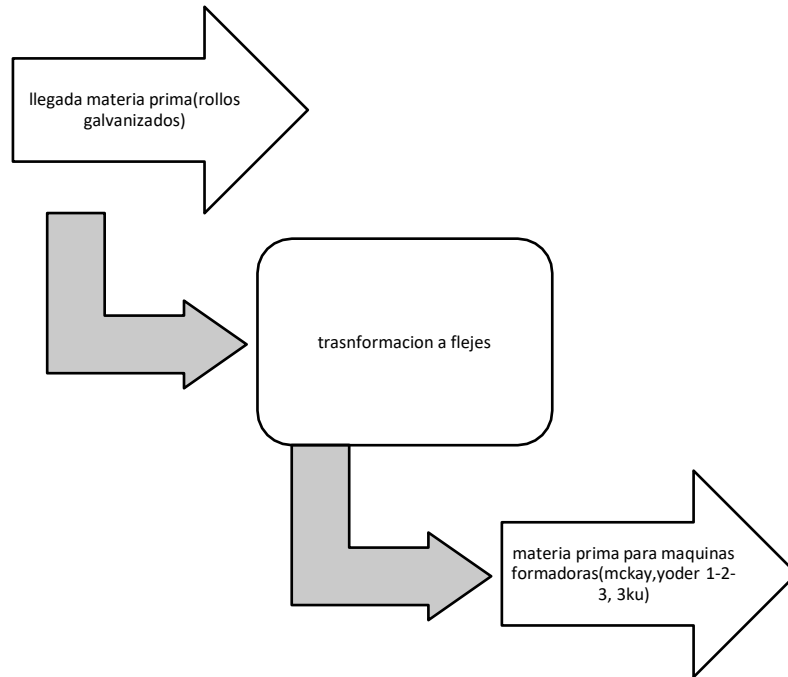 llegada materia prima(rollos
galvanizados)
trasnformacion a flejes
materia prima para maquinas
formadoras(mckay,yoder 1-2-
3, 3ku)